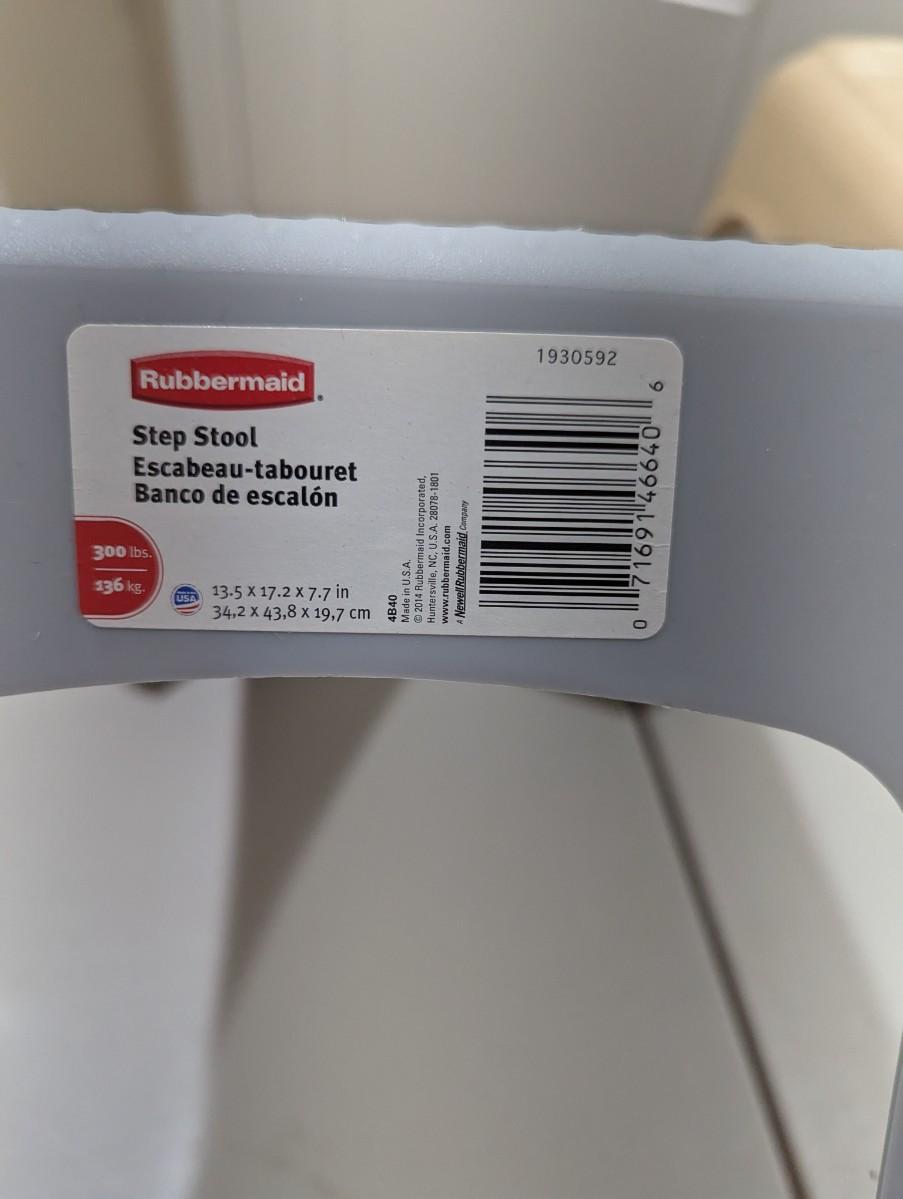 Rubbermaid
Step Stool
Escabeau-tabouret
Banco de escalón
300 lbs.
136 kg.
USA
13.5 x 17.2 x 7.7 in
34,2 x 43,8 x 19,7 cm
4B40
Made in U.S.A.
© 2014 Rubbermaid Incorporated,
Huntersville, NC, U.S.A. 28078-1801
www.rubbermaid.com
A NewellRubbermaid Company
1930592
0 71691 46640 6